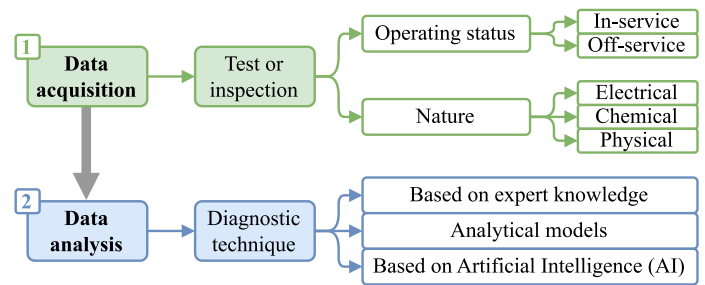 1
Data
acquisition
Test or
inspection
Operating status
In-service
Off-service
Nature
Electrical
Chemical
Physical
2
Data
analysis
Diagnostic
technique
Based on expert knowledge
Analytical models
Based on Artificial Intelligence (AI)